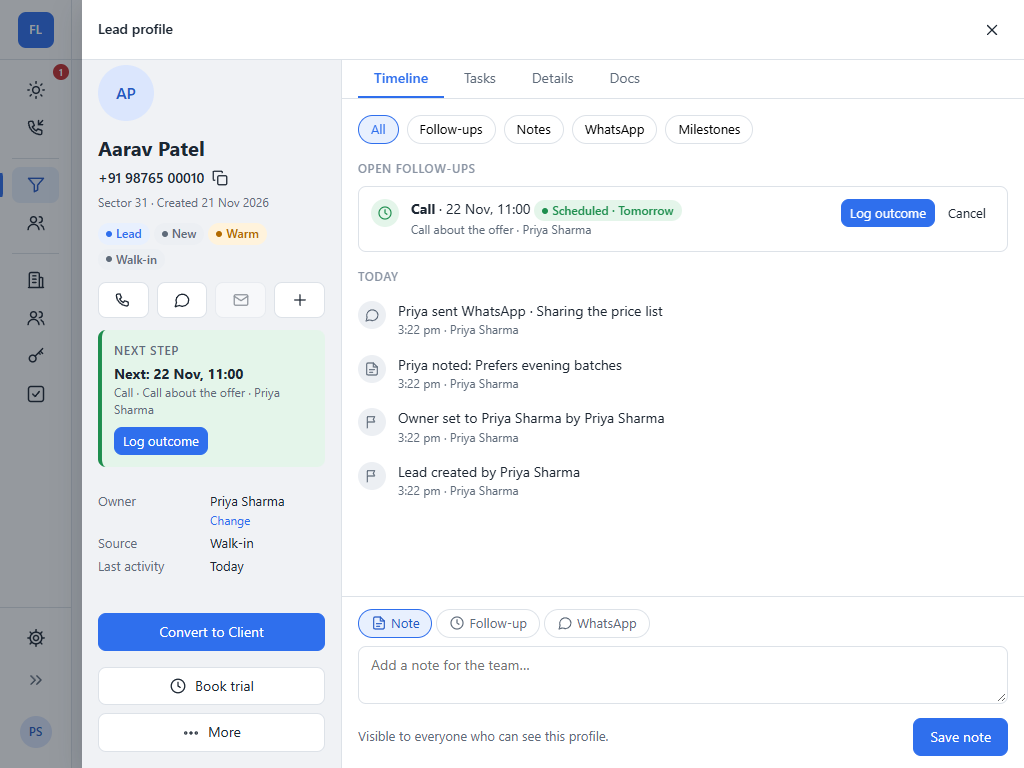 FL
Lead profile
1
AP
Aarav Patel
+91 98765 00010
Sector 31 · Created 21 Nov 2026
Lead
New
Warm
Walk-in
NEXT STEP
Next: 22 Nov, 11:00
Call · Call about the offer · Priya
Sharma
Log outcome
Owner
Priya Sharma
Change
Source
Walk-in
Last activity
Today
Convert to Client
Book trial
More
PS
Timeline
Tasks
Details
Docs
All
Follow-ups
Notes
WhatsApp
Milestones
OPEN FOLLOW-UPS
Call · 22 Nov, 11:00
Scheduled · Tomorrow
Call about the offer · Priya Sharma
Log outcome
Cancel
TODAY
Priya sent WhatsApp · Sharing the price list
3:22 pm · Priya Sharma
Priya noted: Prefers evening batches
3:22 pm · Priya Sharma
Owner set to Priya Sharma by Priya Sharma
3:22 pm · Priya Sharma
Lead created by Priya Sharma
3:22 pm · Priya Sharma
Note
Follow-up
WhatsApp
Add a note for the team...
Visible to everyone who can see this profile.
Save note